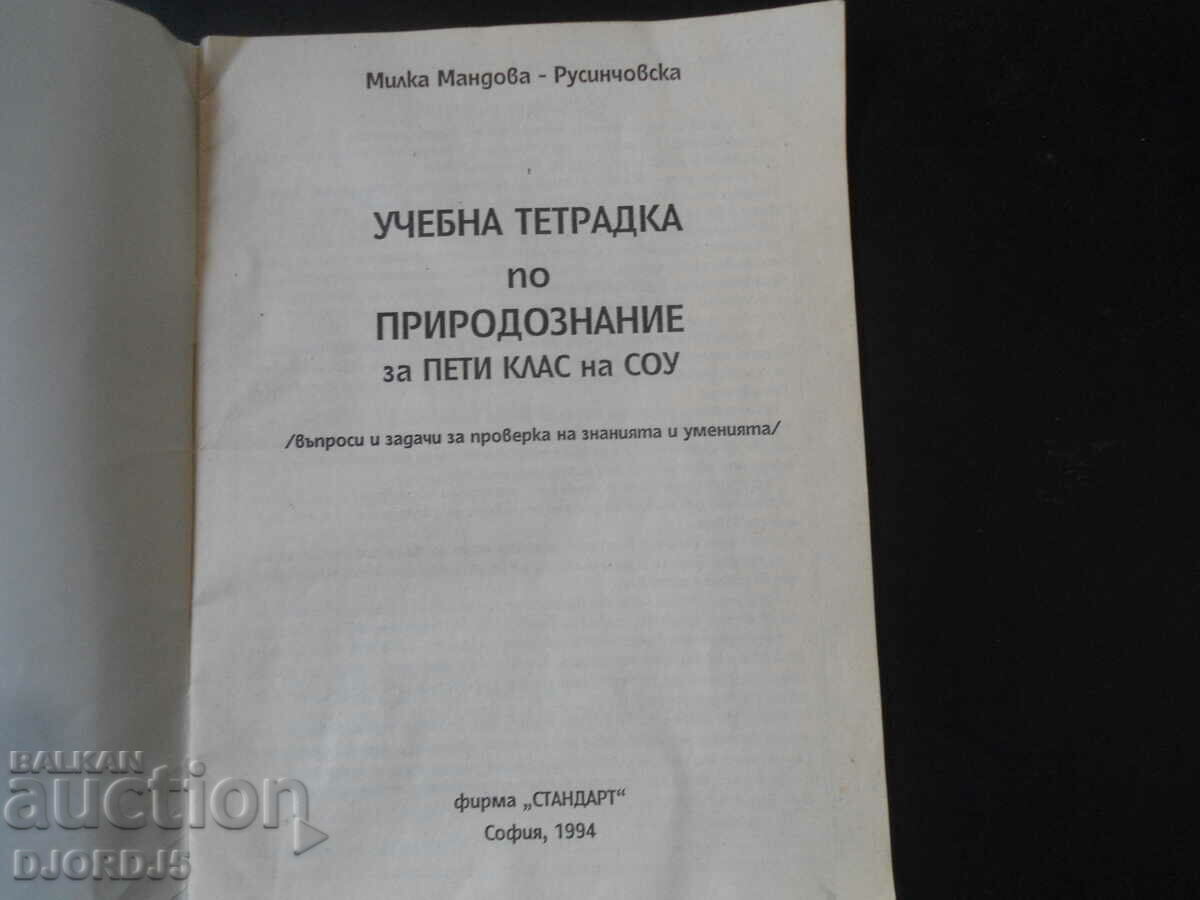 Милка Мандова - Русинчовска
УЧЕБНА ТЕТРАДКА
по
ПРИРОДОЗНАНИЕ
за ПЕТИ КЛАС на СОУ
/въпроси и задачи за проверка на знанията и уменията/
фирма „СТАНДАРТ“
София, 1994
BALKAN
auction
DJORDJ5